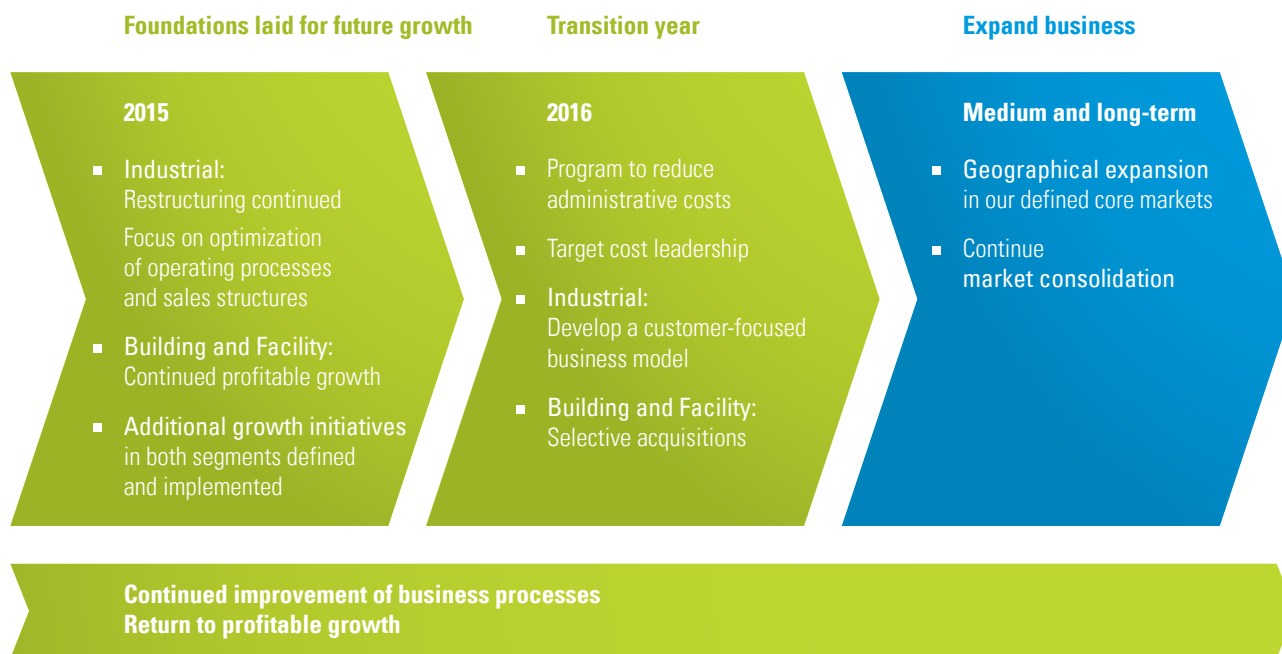 Foundations laid for future growth
2015
Industrial:
Restructuring continued
Focus on optimization
of operating processes
and sales structures
Building and Facility:
Continued profitable growth
Additional growth initiatives
in both segments defined
and implemented
Transition year
2016
Program to reduce
administrative costs
Target cost leadership
Industrial:
Develop a customer-focused
business model
Building and Facility:
Selective acquisitions
Expand business
Medium and long-term
Geographical expansion
in our defined core markets
Continue
market consolidation
Continued improvement of business processes
Return to profitable growth